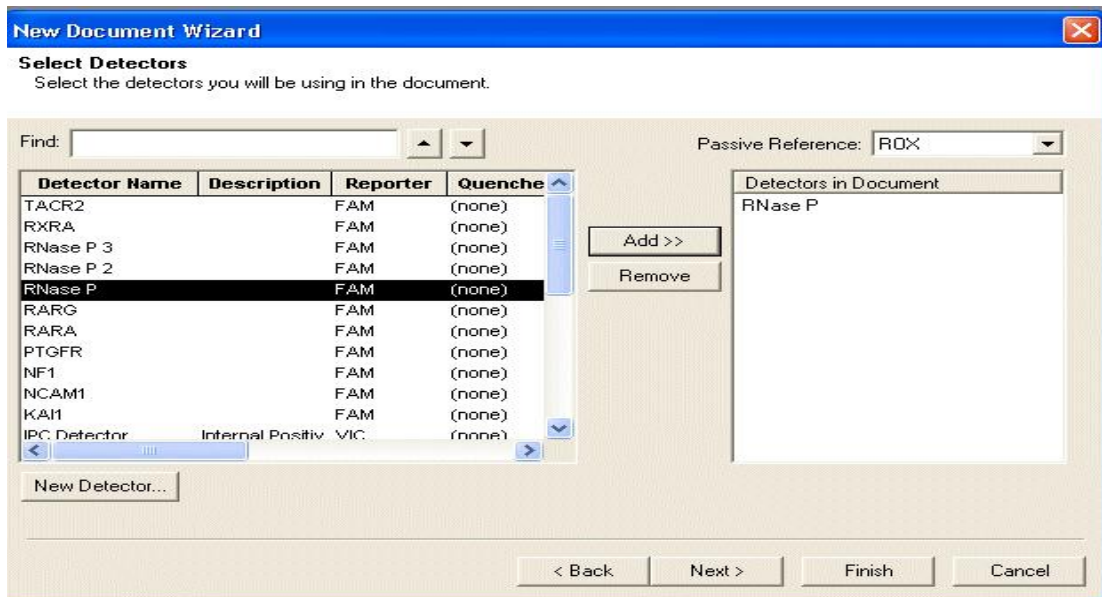 New Document Wizard
Select Detectors
Select the detectors you will be using in the document.
Find:
Passive Reference: ROX
Detector Name Description Reporter Quenche
TACR2 FAM (none)
RXRA FAM (none)
RNase P 3 FAM (none)
RNase P 2 FAM (none)
RNase P FAM (none)
RARG FAM (none)
RARA FAM (none)
PTGFR FAM (none)
NF1 FAM (none)
NCAM1 FAM (none)
KAI1 FAM (none)
IPC Detector Internal Positiv VIC (none)
Add >>
Remove
Detectors in Document
RNase P
New Detector...
< Back Next > Finish Cancel